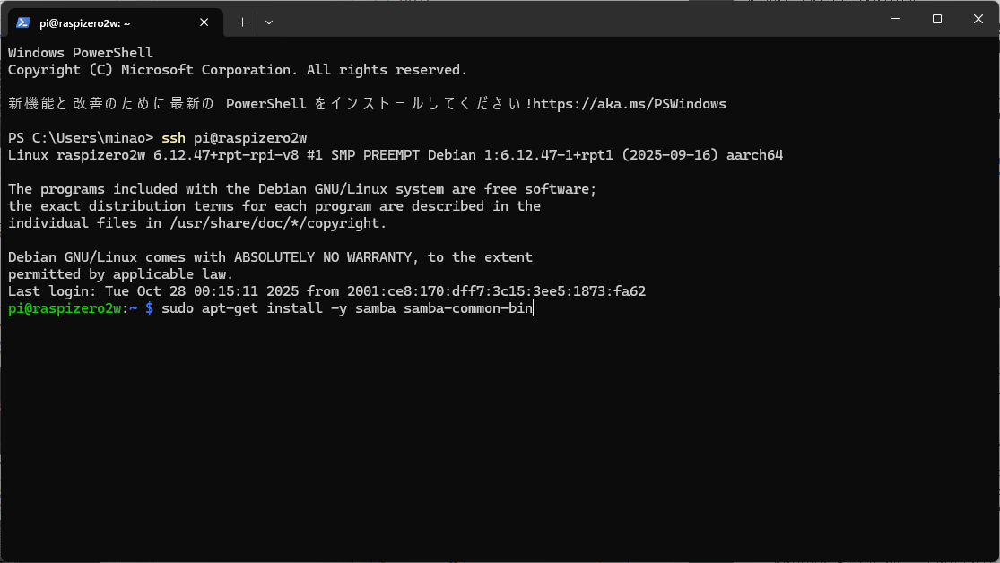 pi@raspizero2w: ~
Windows PowerShell
Copyright (C) Microsoft Corporation. All rights reserved.
新機能と改善のために最新の PowerShell をインストールしてください!https://aka.ms/PSWindows
PS C:\Users\minao> ssh pi@raspizero2w
Linux raspizero2w 6.12.47+rpt-rpi-v8 #1 SMP PREEMPT Debian 1:6.12.47-1+rpt1 (2025-09-16) aarch64
The programs included with the Debian GNU/Linux system are free software;
the exact distribution terms for each program are described in the
individual files in /usr/share/doc/*/copyright.
Debian GNU/Linux comes with ABSOLUTELY NO WARRANTY, to the extent
permitted by applicable law.
Last login: Tue Oct 28 00:15:11 2025 from 2001:ce8:170:dff7:3c15:3ee5:1873:fa62
pi@raspizero2w:~ $ sudo apt-get install -y samba samba-common-bin